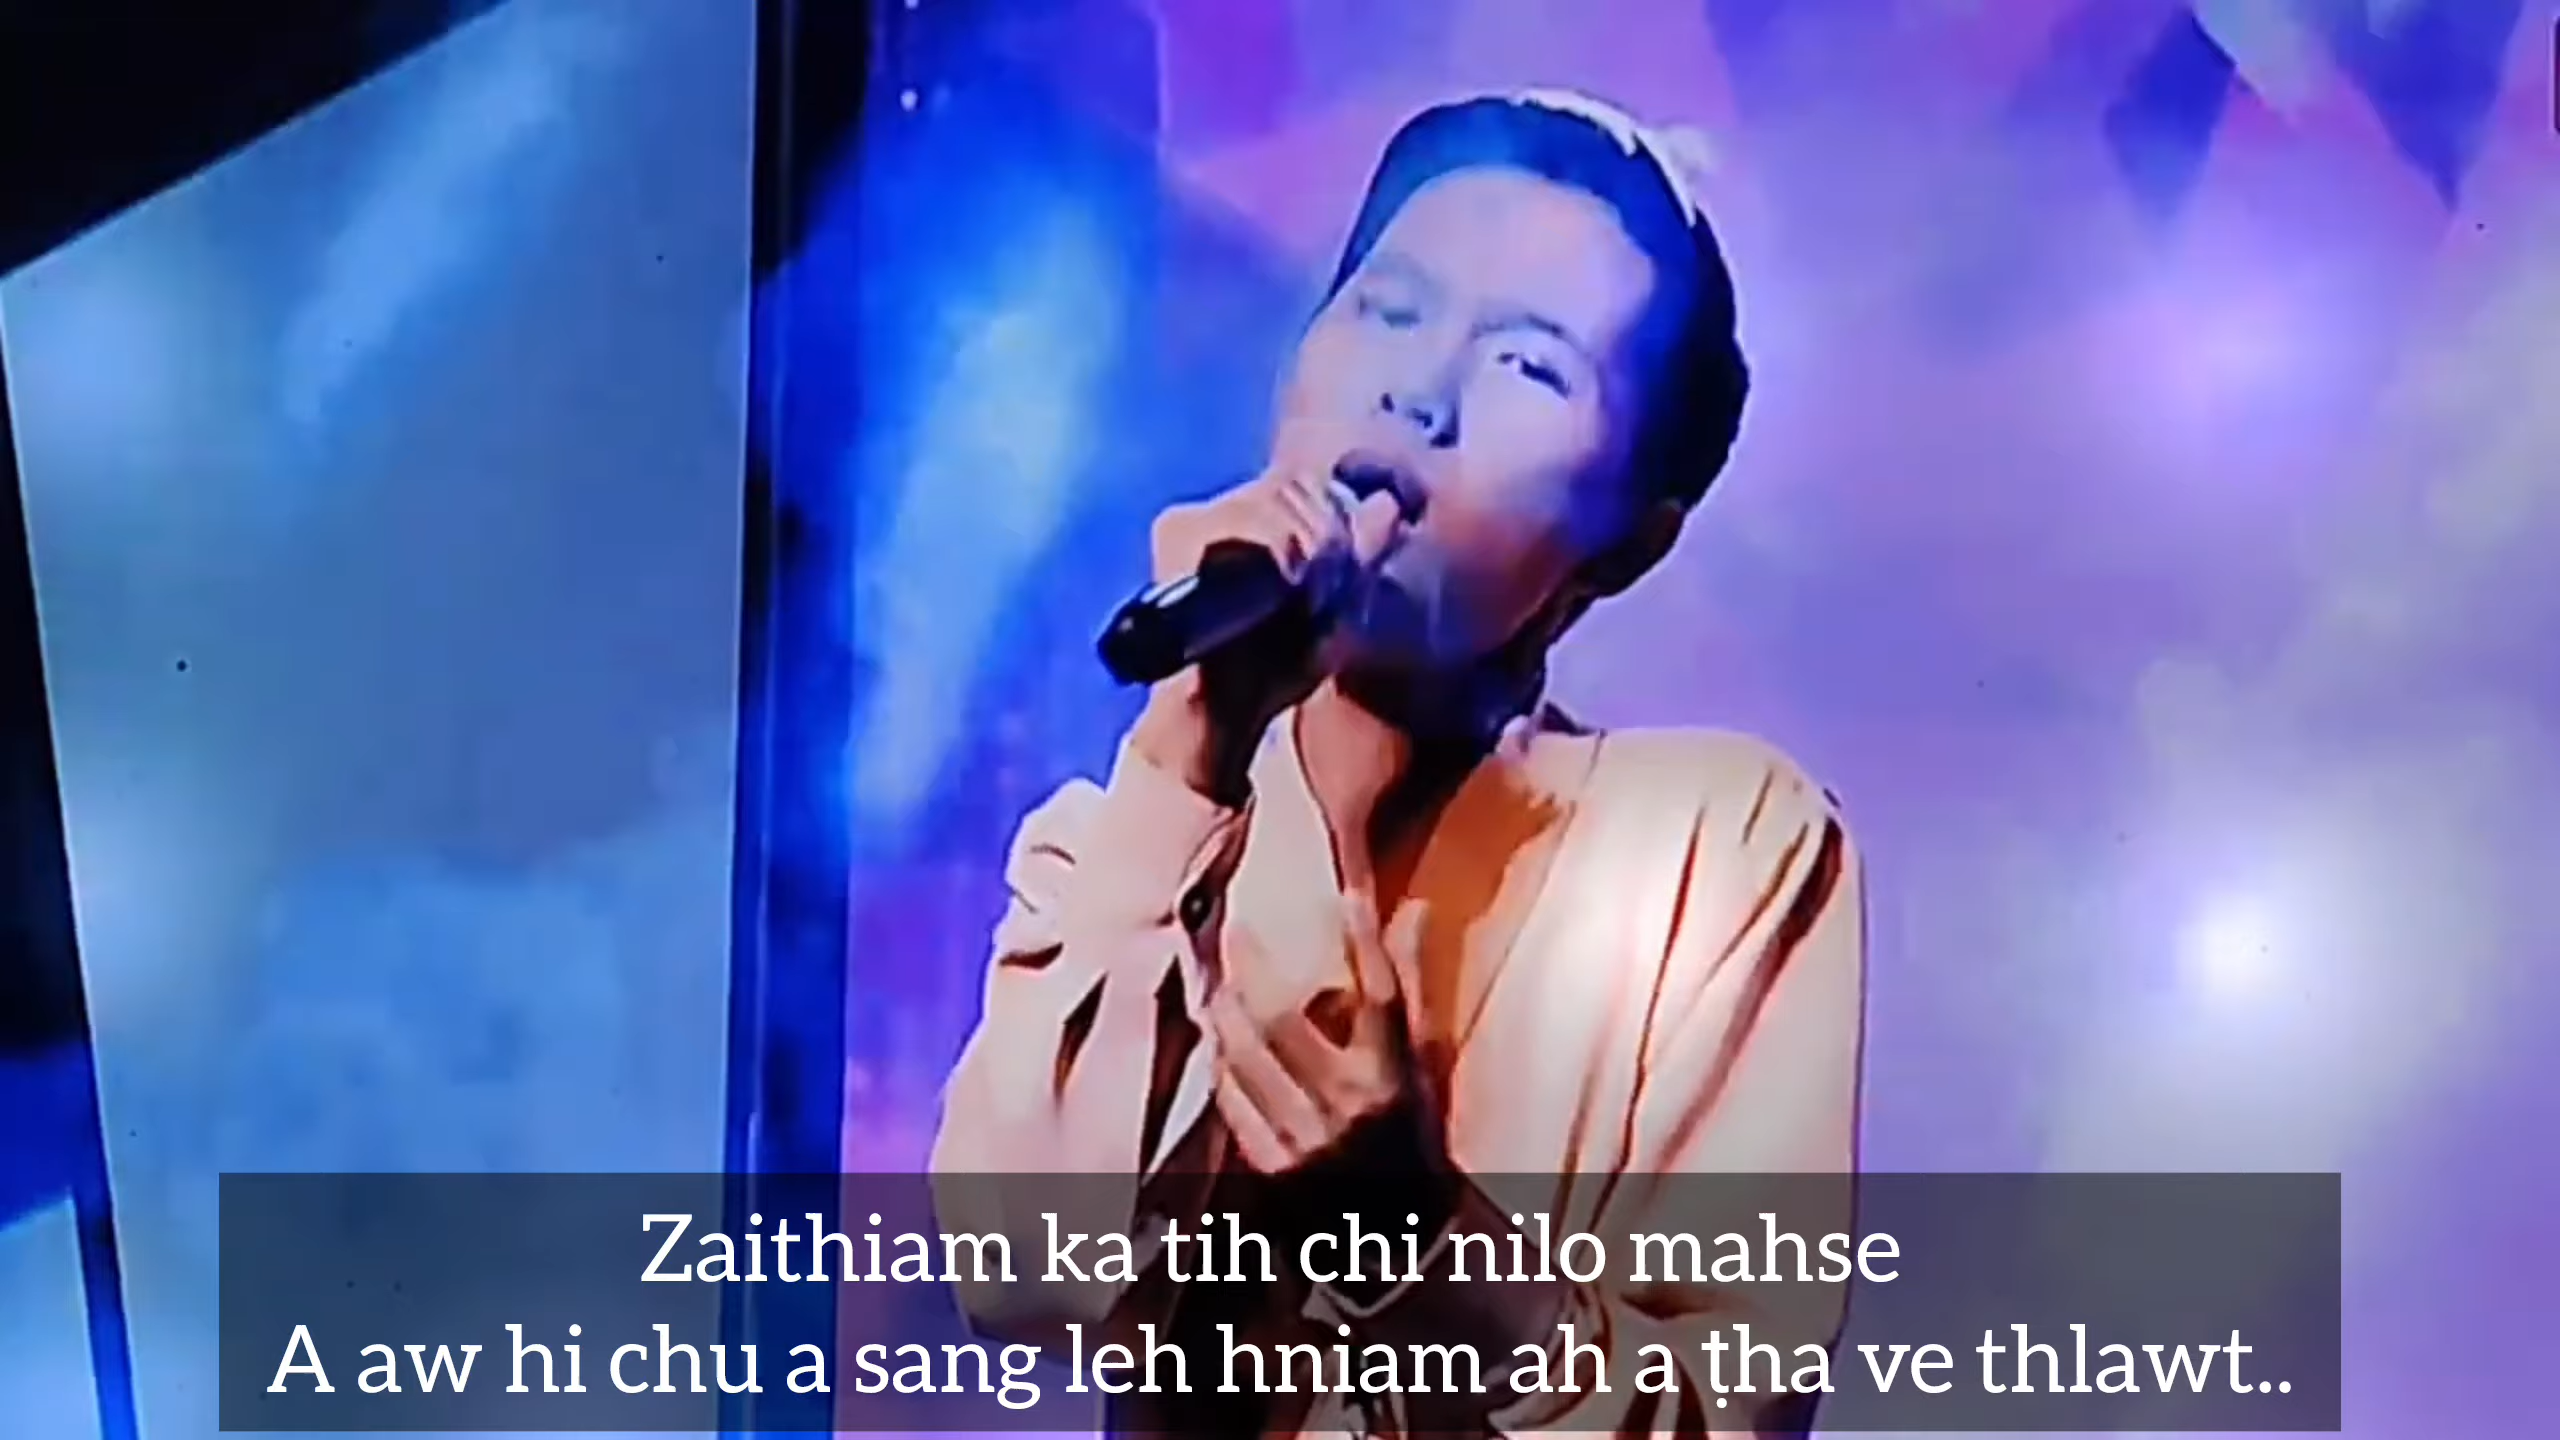 Zaithiam ka tih chi nilo mahse
A aw hi chu a sang leh hniam ah a ṭha ve thlawt..